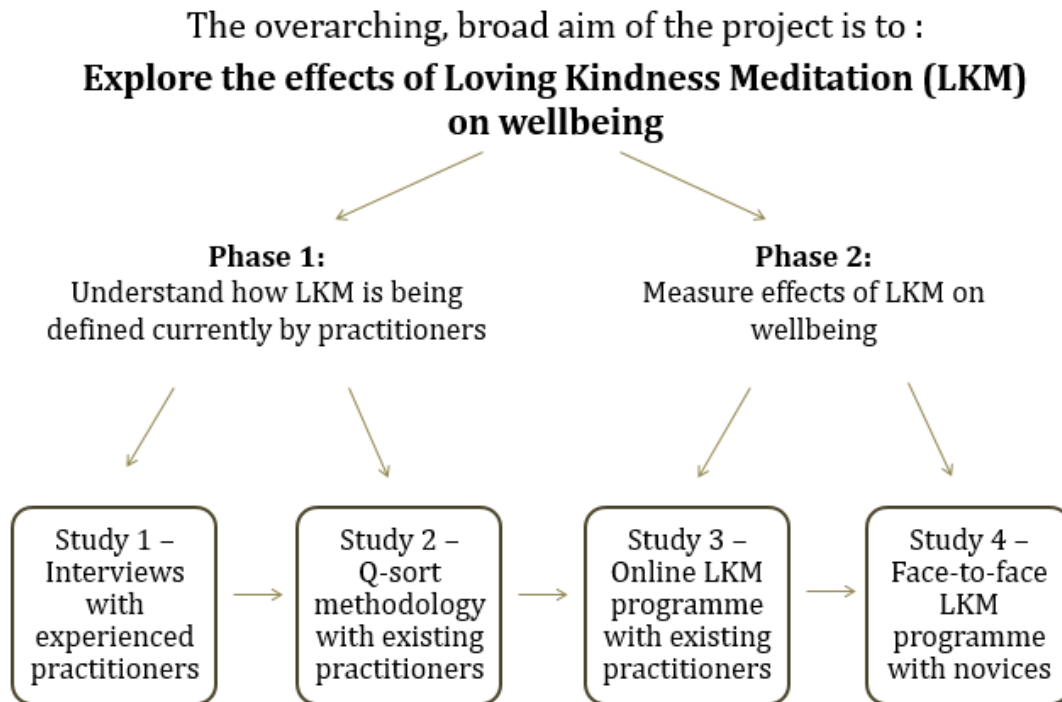 The overarching, broad aim of the project is to :
Explore the effects of Loving Kindness Meditation (LKM)
on wellbeing
Phase 1:
Understand how LKM is being
defined currently by practitioners
Phase 2:
Measure effects of LKM on
wellbeing
Study 1 –
Interviews
with
experienced
practitioners
Study 2 –
Q-sort
methodology
with existing
practitioners
Study 3 –
Online LKM
programme
with existing
practitioners
Study 4 –
Face-to-face
LKM
programme
with novices